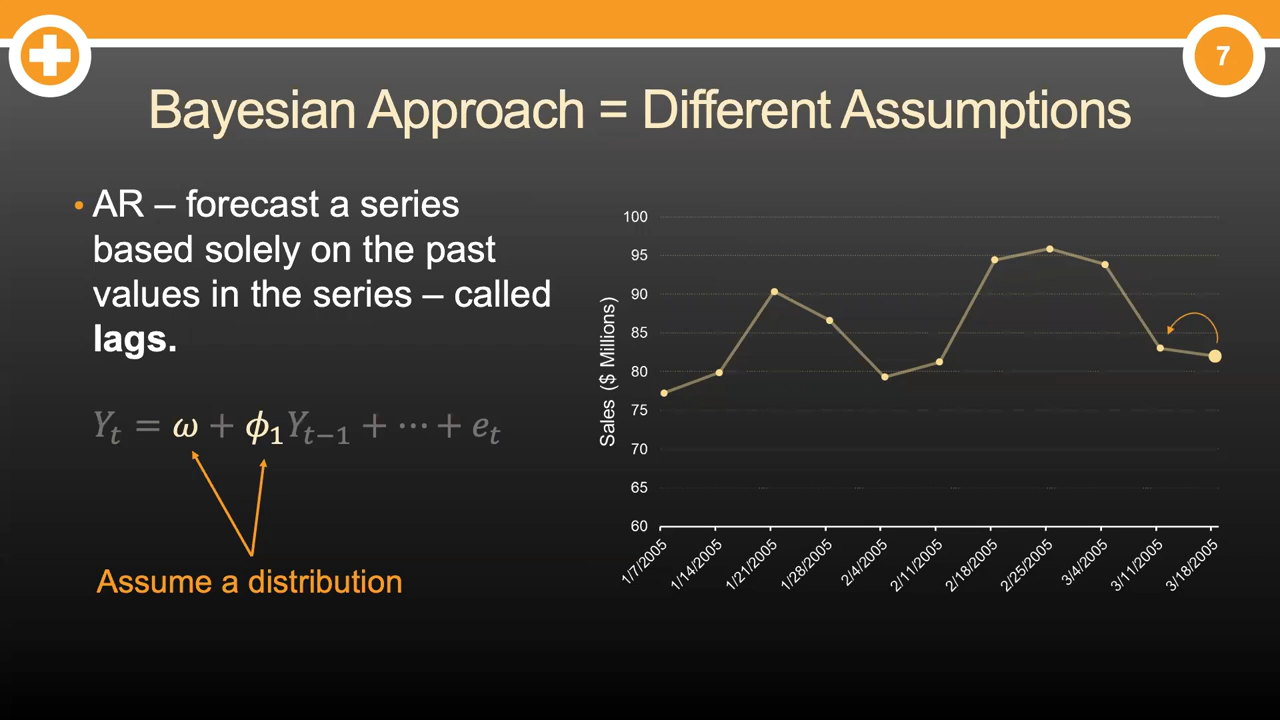 7
Bayesian Approach = Different Assumptions
• AR – forecast a series
based solely on the past
values in the series – called
lags.
Yₜ = ω + ϕ₁Yₜ₋₁ + ⋯ + eₜ
Assume a distribution
Sales ($ Millions)
100
95
90
85
80
75
70
65
60
1/7/2005
1/14/2005
1/21/2005
1/28/2005
2/4/2005
2/11/2005
2/18/2005
2/25/2005
3/4/2005
3/11/2005
3/18/2005